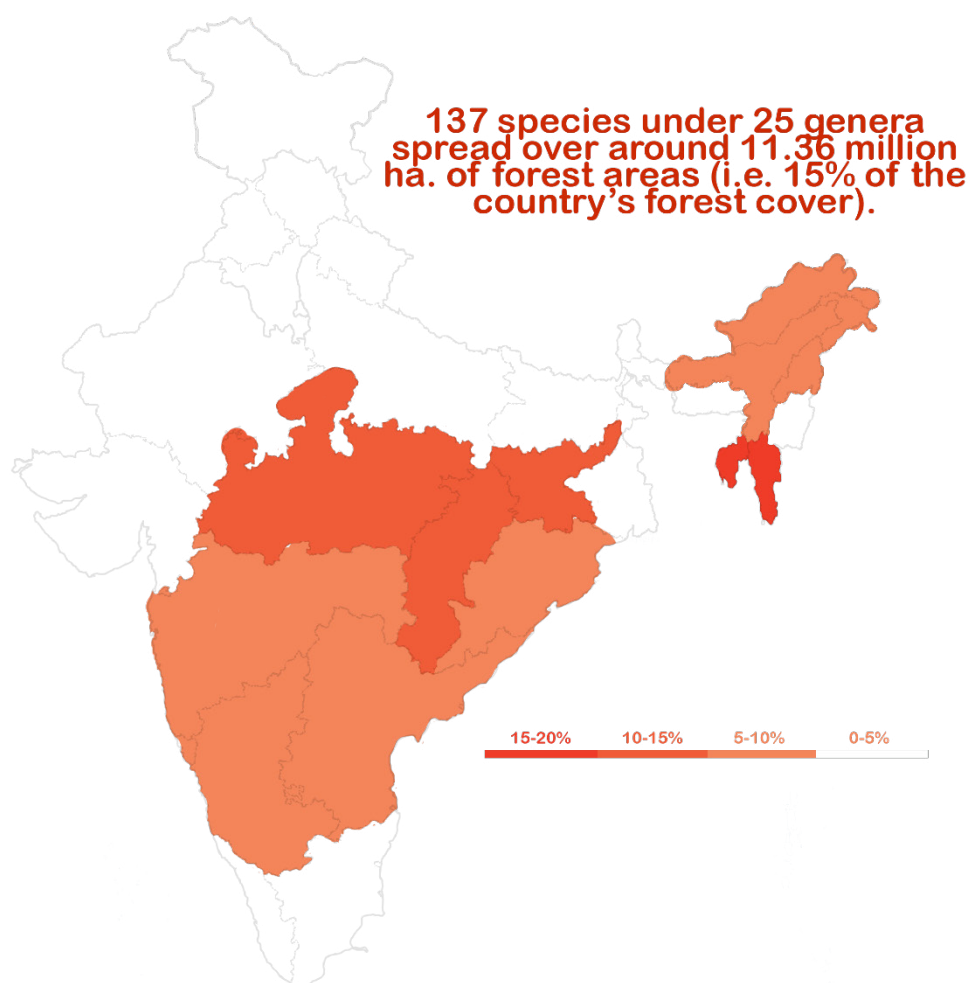 137 species under 25 genera
spread over around 11.36 million
ha. of forest areas (i.e. 15% of the
country’s forest cover).
15-20% 10-15% 5-10% 0-5%